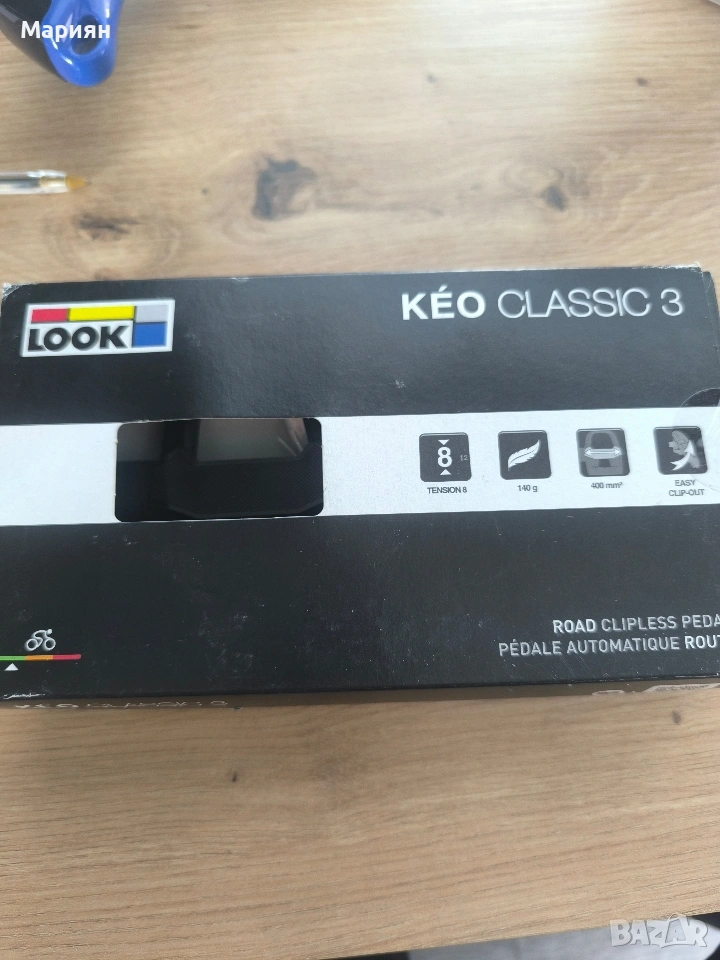 Мариян
LOOK
KÉO CLASSIC 3
8 12
TENSION 8
140 g
400 mm²
EASY
CLIP-OUT
ROAD CLIPLESS PEDA
PÉDALE AUTOMATIQUE ROUT
BAZAR